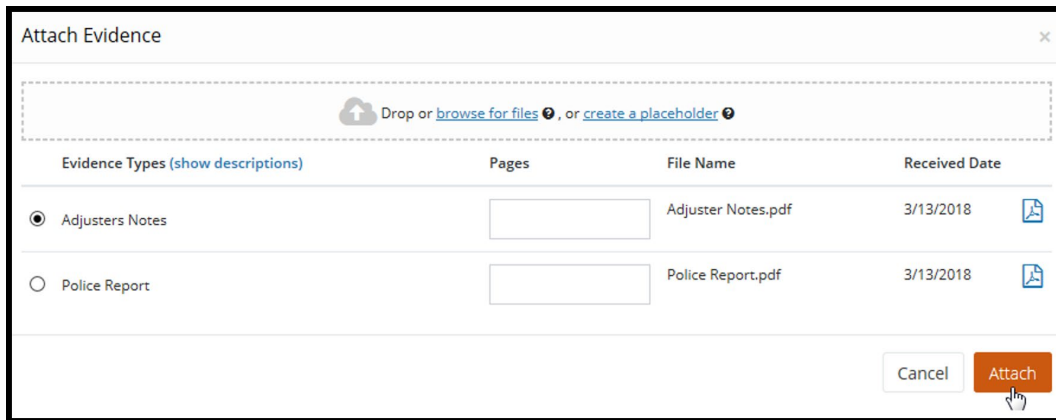 Attach Evidence ×
Drop or browse for files ?, or create a placeholder ?
Evidence Types (show descriptions) Pages File Name Received Date
Adjusters Notes Adjuster Notes.pdf 3/13/2018
Police Report Police Report.pdf 3/13/2018
Cancel Attach